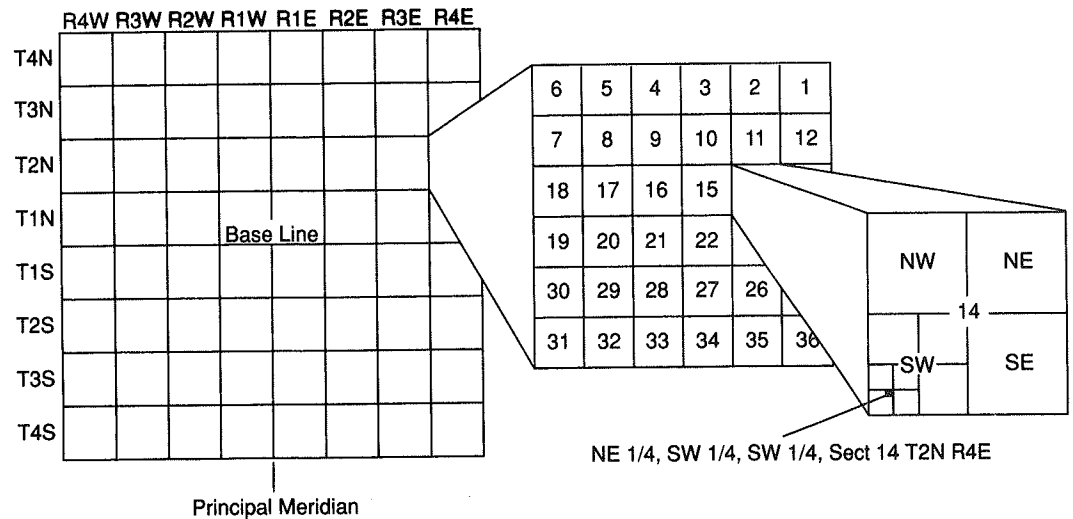 R4W R3W R2W R1W R1E R2E R3E R4E
T4N
T3N
T2N
T1N
Base Line
T1S
T2S
T3S
T4S
Principal Meridian
6 5 4 3 2 1
7 8 9 10 11 12
18 17 16 15
19 20 21 22
30 29 28 27 26
31 32 33 34 35 36
NW NE
14
SW SE
NE 1/4, SW 1/4, SW 1/4, Sect 14 T2N R4E